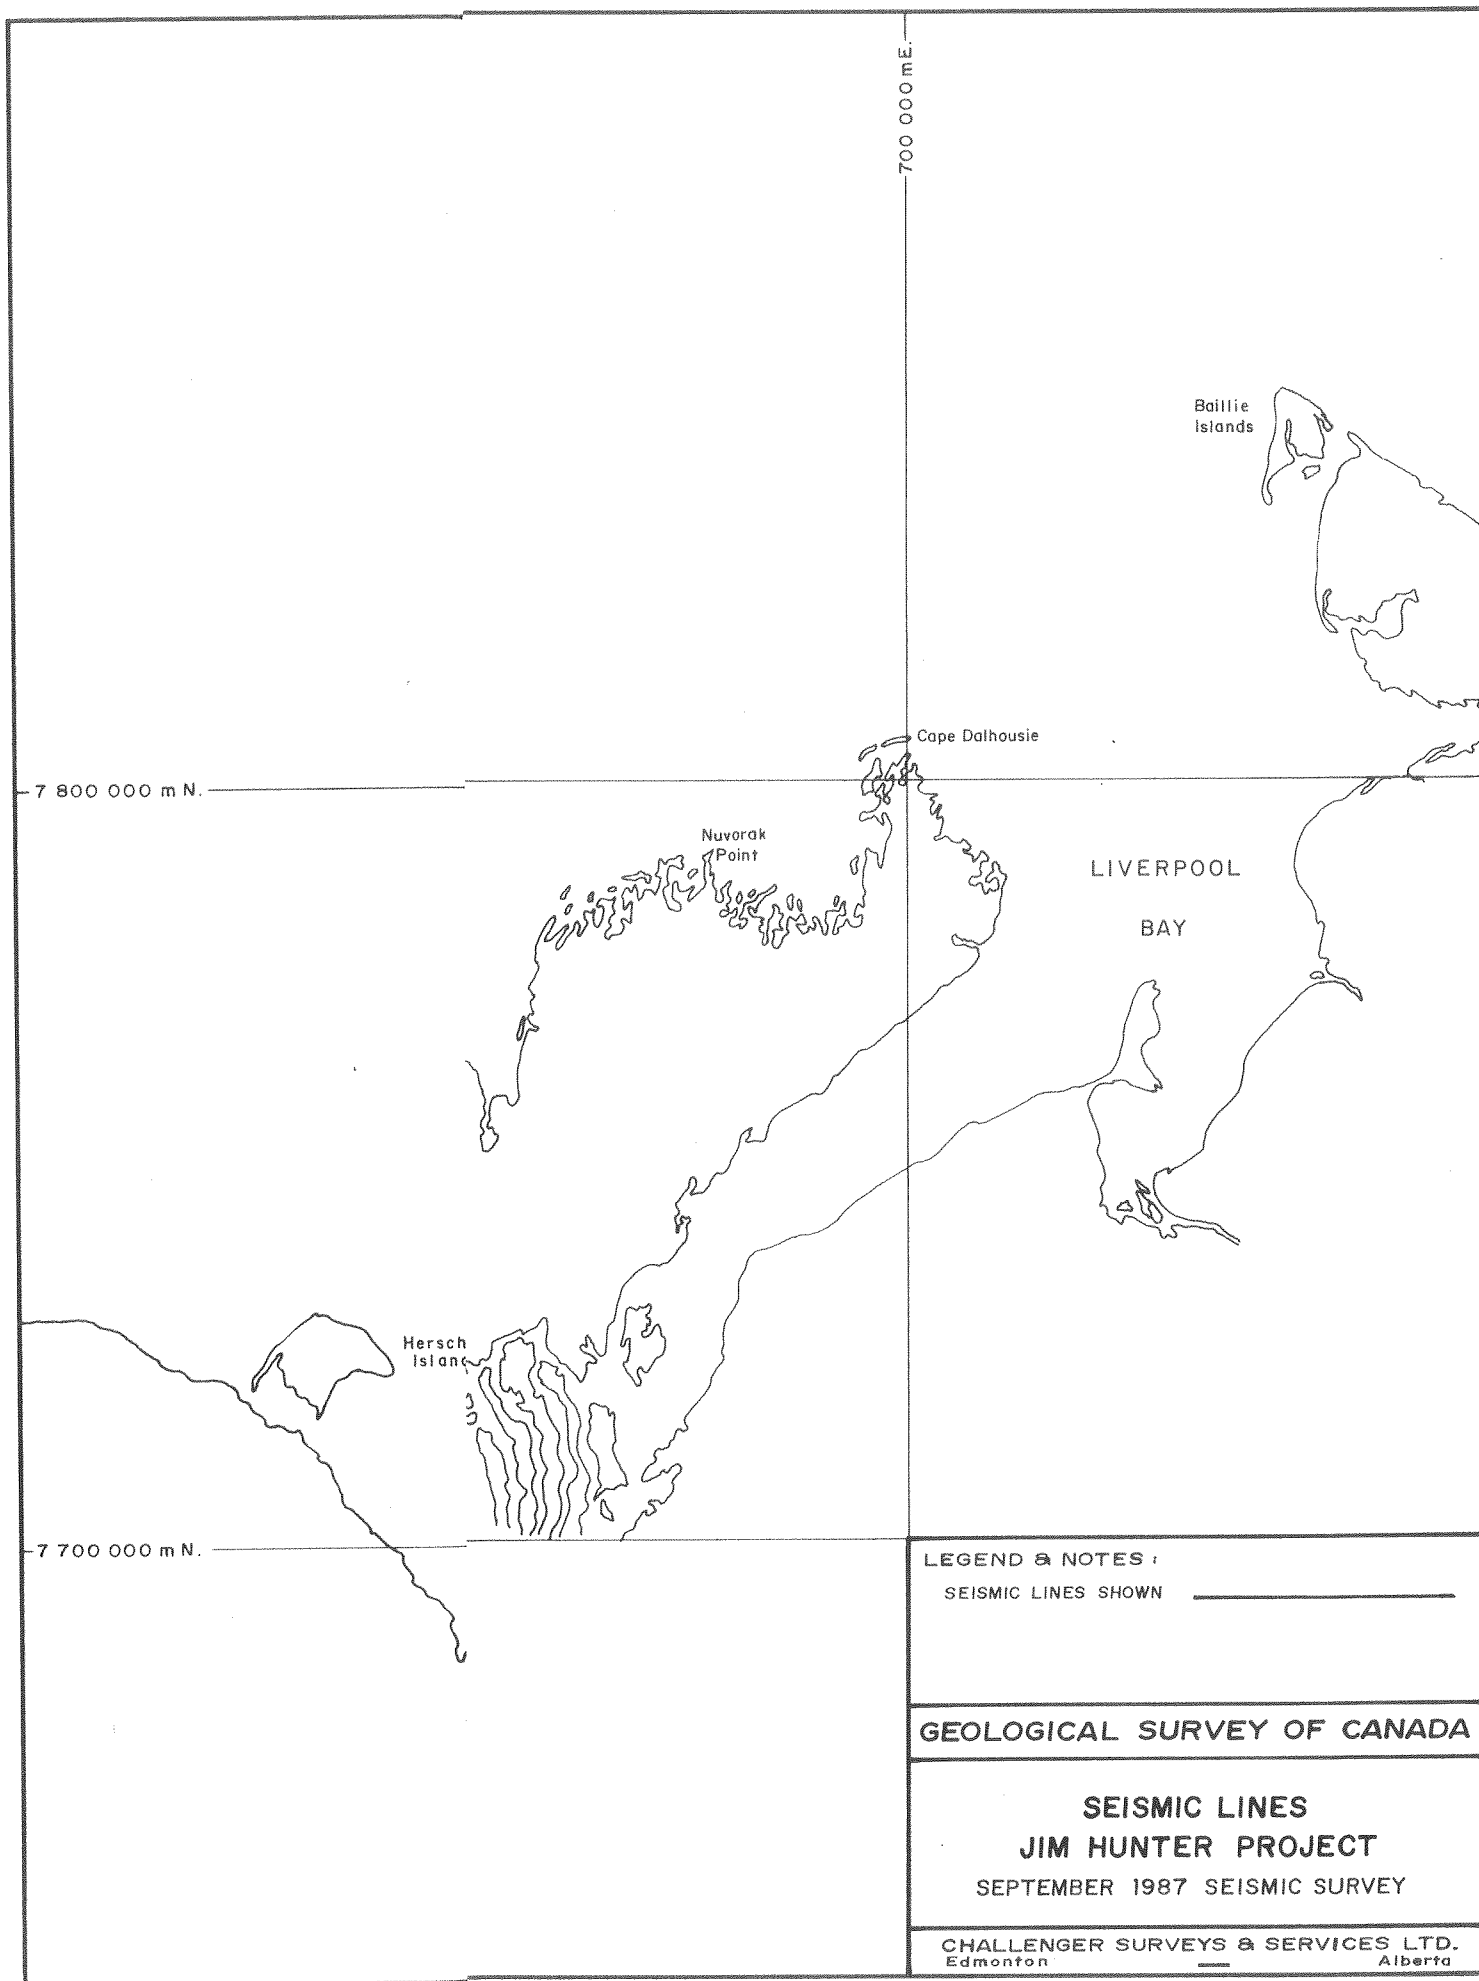 700 000 mE.
Baillie
Islands
Cape Dalhousie
7 800 000 m N.
Nuvorak
Point
LIVERPOOL
BAY
Hersch
Islan
7 700 000 m N.
LEGEND & NOTES :
SEISMIC LINES SHOWN
GEOLOGICAL SURVEY OF CANADA
SEISMIC LINES
JIM HUNTER PROJECT
SEPTEMBER 1987 SEISMIC SURVEY
CHALLENGER SURVEYS & SERVICES LTD.
Edmonton — Alberta